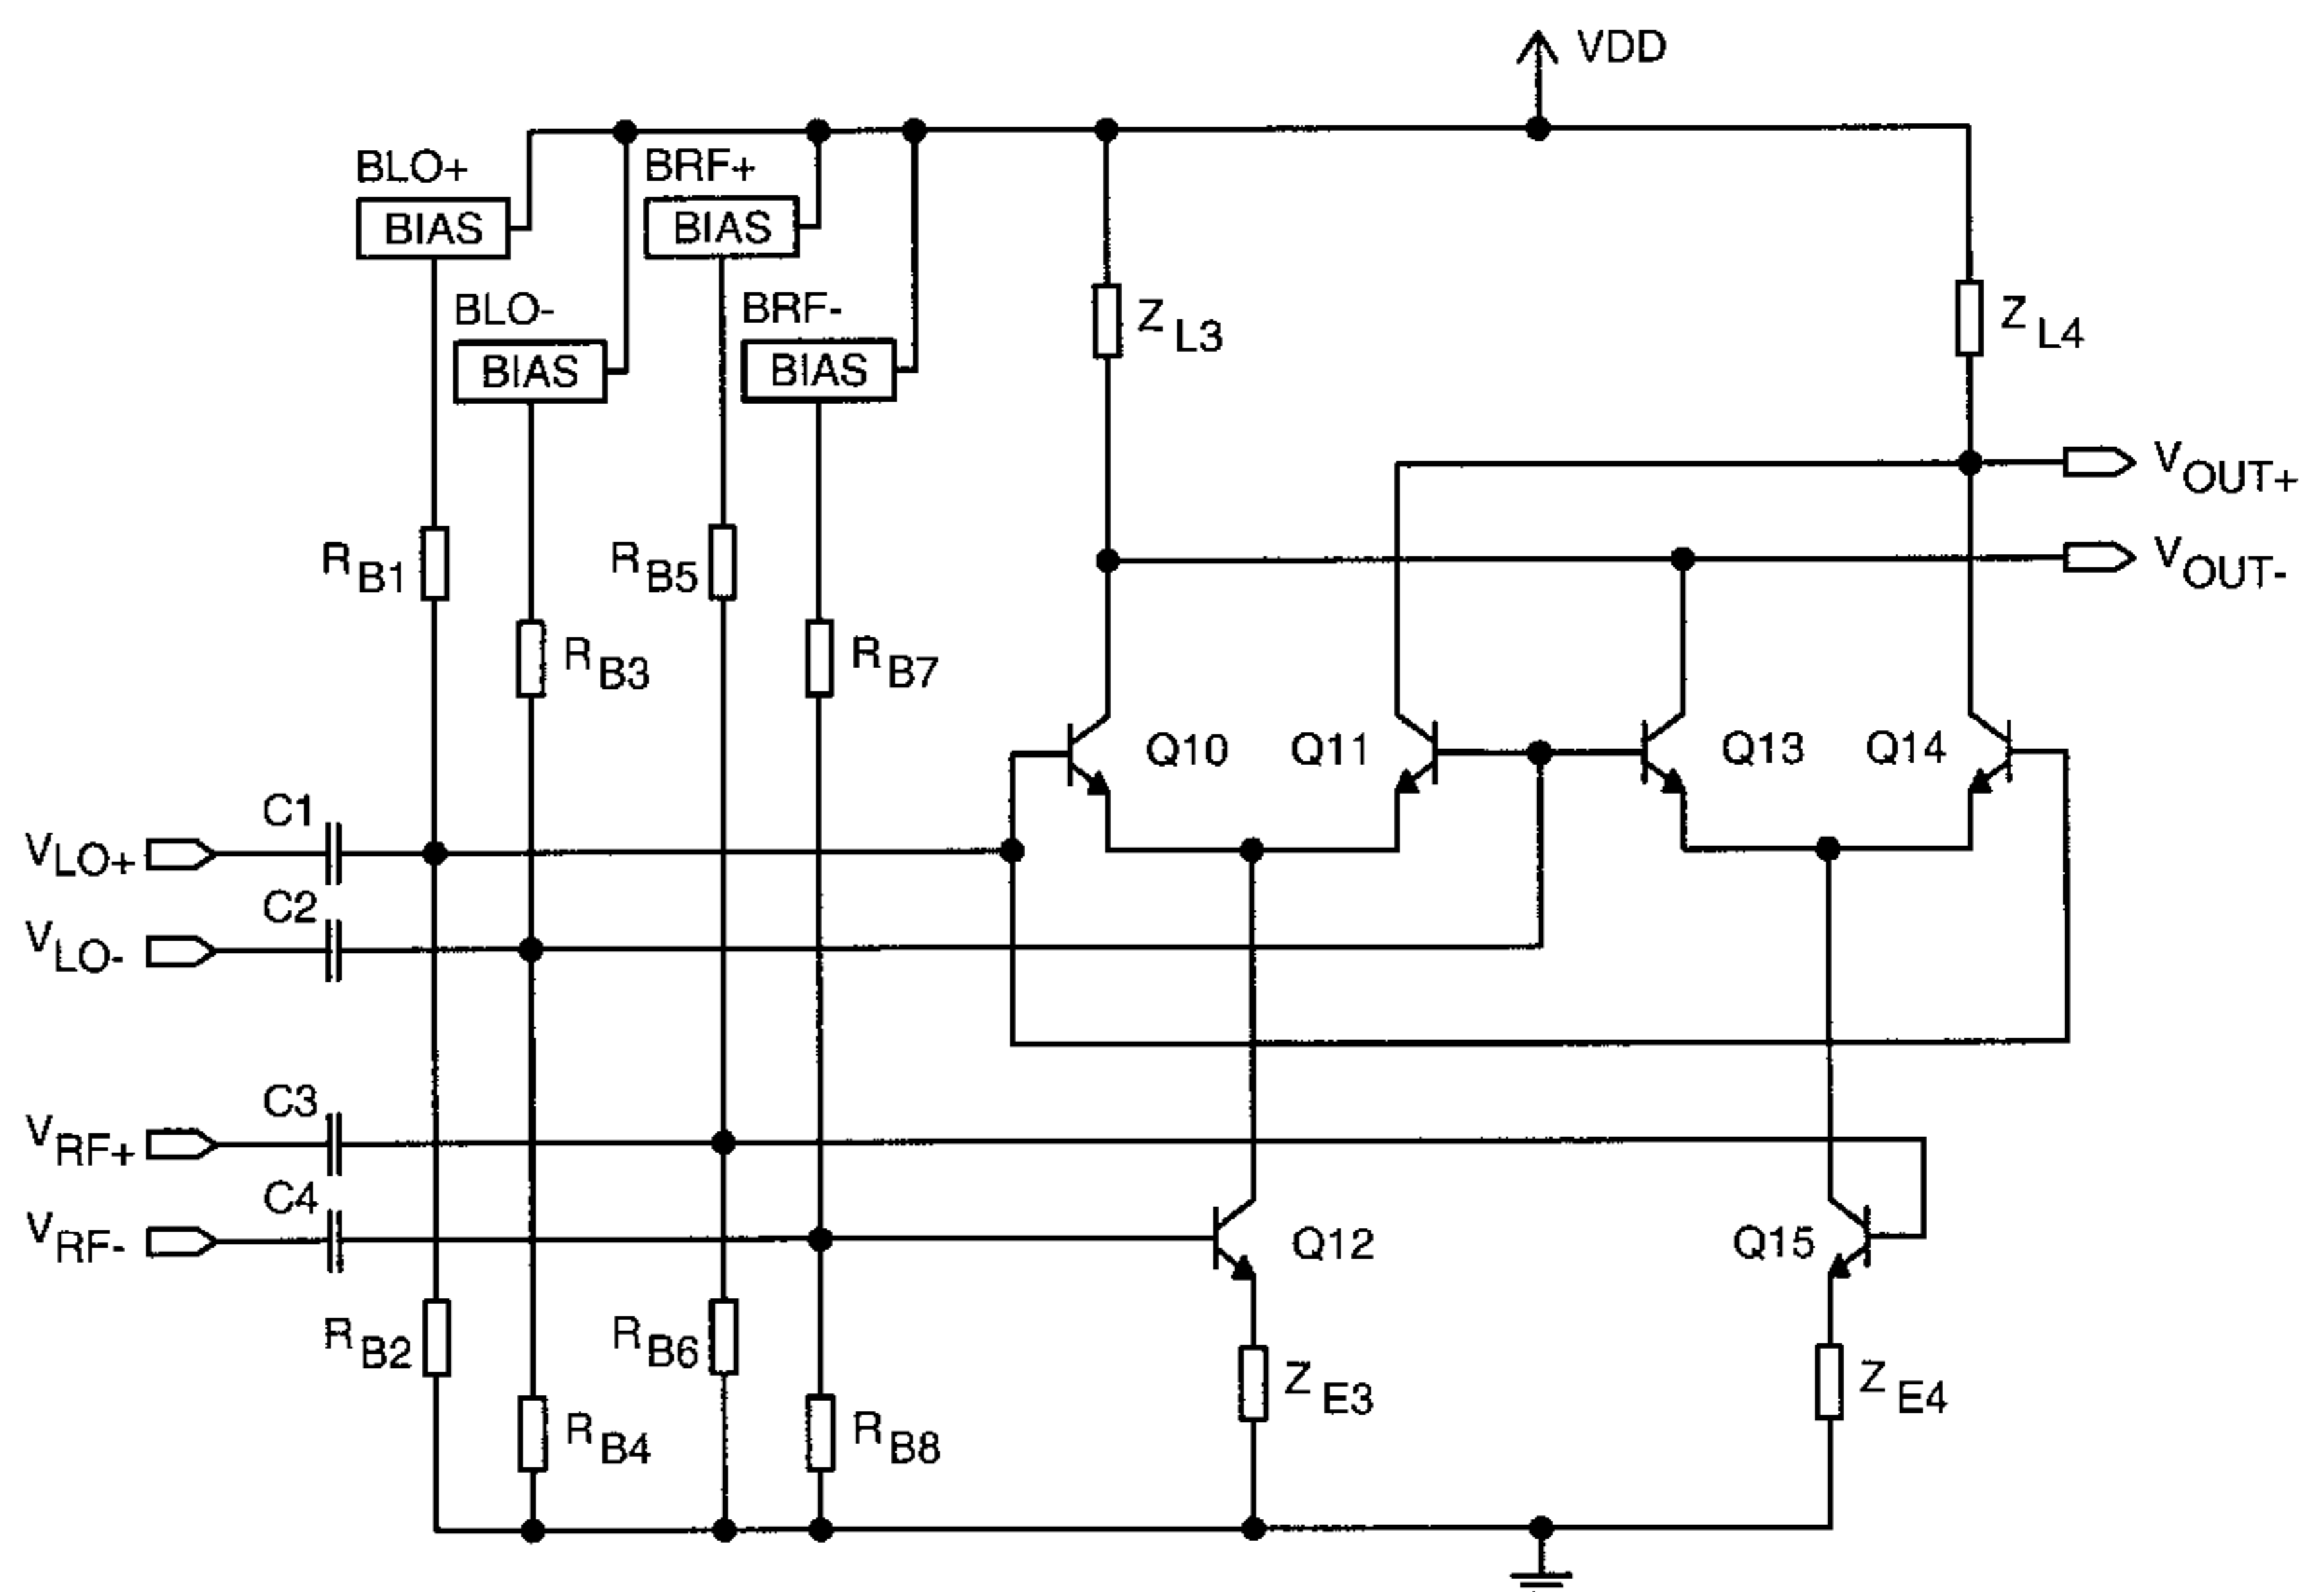 VDD
BLO+
BRF+
BIAS
BIAS
BLO-
BRF-
BIAS
BIAS
Z L3
Z L4
V OUT+
V OUT-
R B1
R B5
R B3
R B7
Q10
Q11
Q13
Q14
C1
V LO+
C2
V LO-
C3
V RF+
C4
V RF-
Q12
Q15
R B2
R B6
Z E3
Z E4
R B4
R B8